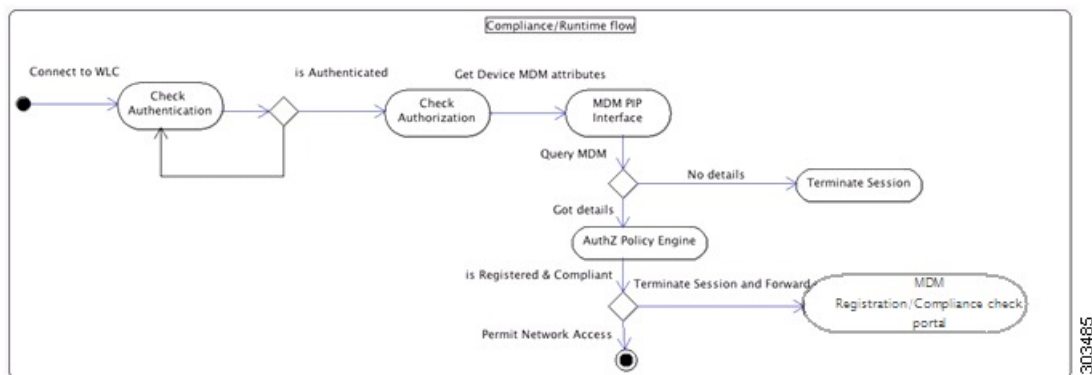 Compliance/Runtime flow
Connect to WLC
is Authenticated
Get Device MDM attributes
Check
Authentication
Check
Authorization
MDM PIP
Interface
Query MDM
No details
Terminate Session
Got details
AuthZ Policy Engine
is Registered & Compliant
Terminate Session and Forward
MDM
Registration/Compliance check
portal
Permit Network Access
303485